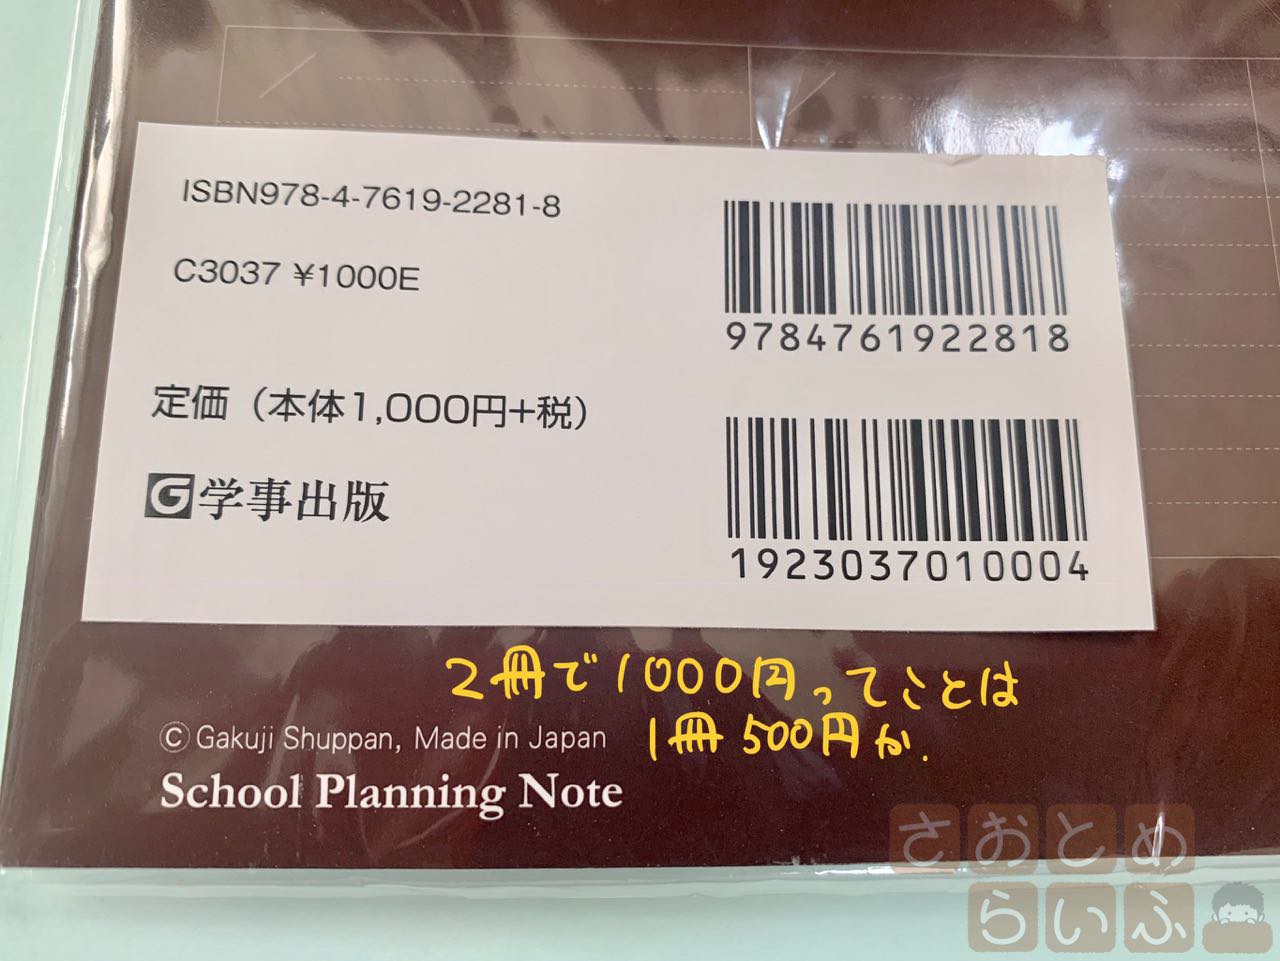 ISBN978-4-7619-2281-8
C3037 ¥1000E
定価（本体1,000円+税）
G学事出版
9784761922818
1923037010004
2冊で1000円ってことは
1冊500円か.
© Gakuji Shuppan, Made in Japan
School Planning Note
さおとめ
らいふ